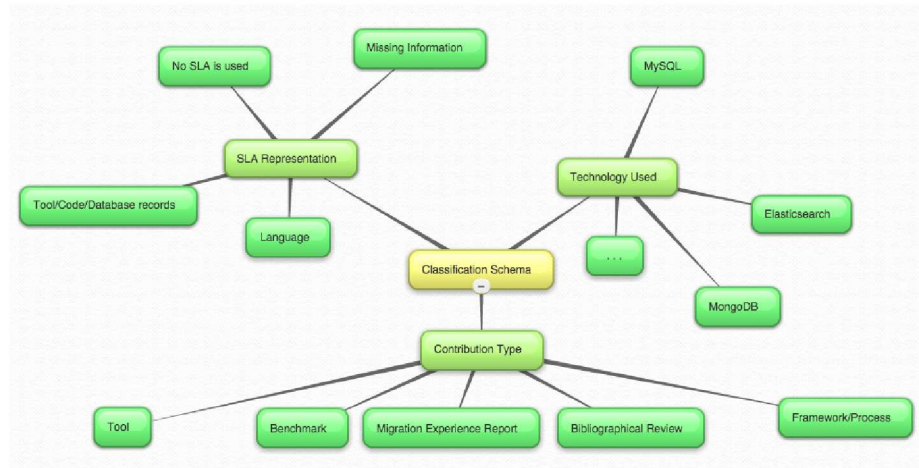 Missing Information
No SLA is used
MySQL
SLA Representation
Technology Used
Tool/Code/Database records
Elasticsearch
Language
. . .
Classification Schema
MongoDB
Contribution Type
Tool
Benchmark
Migration Experience Report
Bibliographical Review
Framework/Process